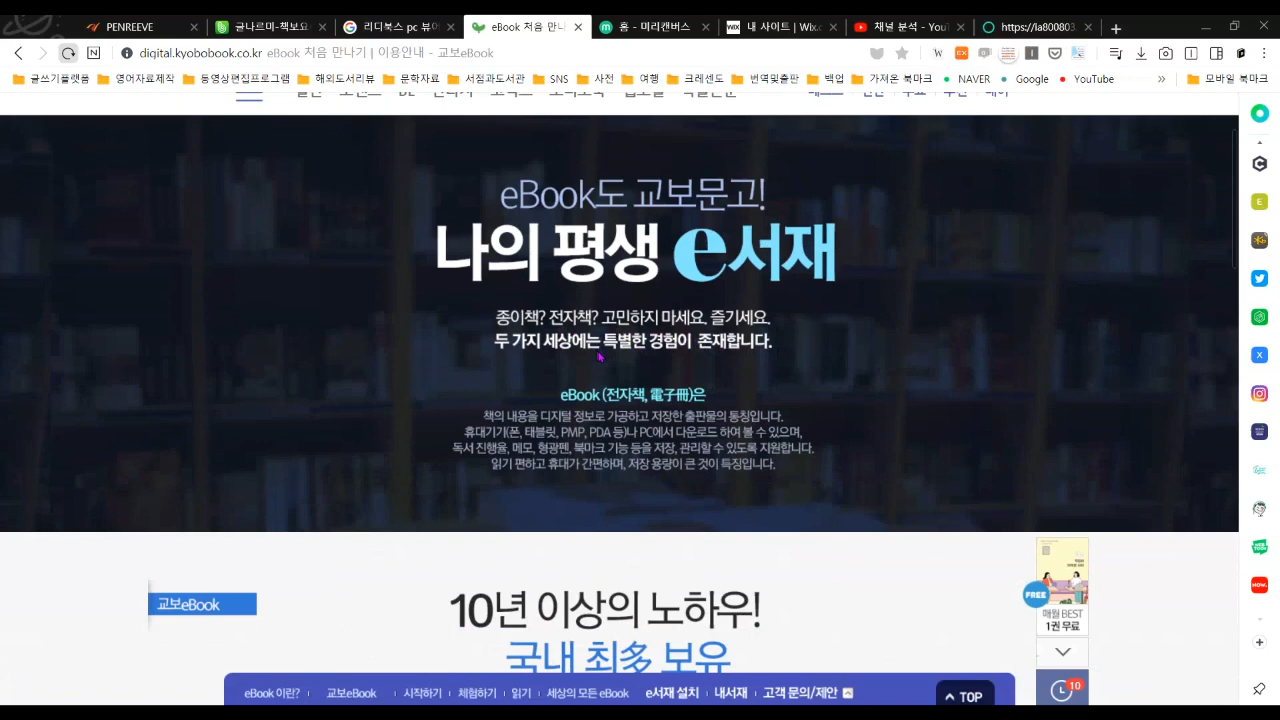 PENREEVE
글나르미-책보요
리디북스 pc 뷰어
eBook 처음 만나
홈 - 미리캔버스
내 사이트 | Wix.c
채널 분석 - YouT
https://ia800803.
digital.kyobobook.co.kr eBook 처음 만나기 | 이용안내 - 교보eBook
글쓰기플랫폼 영어자료제작 동영상편집프로그램 해외도서리뷰 문학자료 서점과도서관 SNS 사전 여행 크레센도 번역및출판 백업 가져온 북마크 NAVER Google YouTube » 모바일 북마크
eBook도 교보문고!
나의 평생 e서재
종이책? 전자책? 고민하지 마세요. 즐기세요.
두 가지 세상에는 특별한 경험이 존재합니다.
eBook (전자책, 電子冊)은
책의 내용을 디지털 정보로 가공하고 저장한 출판물의 통칭입니다.
휴대기기(폰, 태블릿, PMP, PDA 등)나 PC에서 다운로드 하여 볼 수 있으며,
독서 진행율, 메모, 형광펜, 북마크 기능 등을 저장, 관리할 수 있도록 지원합니다.
읽기 편하고 휴대가 간편하며, 저장 용량이 큰 것이 특징입니다.
교보eBook
10년 이상의 노하우!
국내 최多 보유
FREE
매월 BEST
1권 무료
eBook 이란? 교보eBook 시작하기 체험하기 읽기 세상의 모든 eBook e서재 설치 내서재 고객 문의/제안
TOP
10